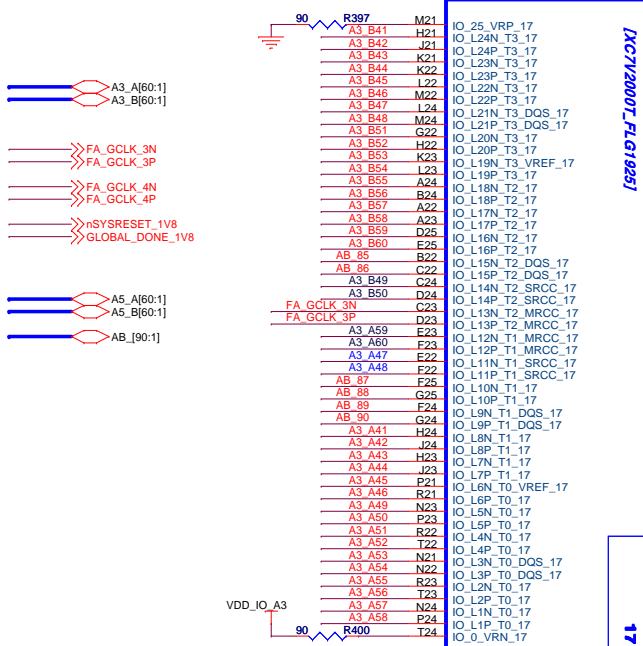 90 R397 M21 IO_25_VRP_17
A3_B41 H21 IO_L24N_T3_17
A3_B42 J21 IO_L24P_T3_17
A3_B43 K21 IO_L23N_T3_17
A3_B44 K22 IO_L23P_T3_17
A3_B45 L22 IO_L22N_T3_17
A3_B46 M22 IO_L22P_T3_17
A3_B47 L24 IO_L21N_T3_DQS_17
A3_B48 M24 IO_L21P_T3_DQS_17
A3_B51 G22 IO_L20N_T3_17
A3_B52 H22 IO_L20P_T3_17
A3_B53 K23 IO_L19N_T3_VREF_17
A3_B54 L23 IO_L19P_T3_17
A3_B55 A24 IO_L18N_T2_17
A3_B56 B24 IO_L18P_T2_17
A3_B57 A22 IO_L17N_T2_17
A3_B58 A23 IO_L17P_T2_17
A3_B59 D25 IO_L16N_T2_17
A3_B60 E25 IO_L16P_T2_17
AB_85 B22 IO_L15N_T2_DQS_17
AB_86 C22 IO_L15P_T2_DQS_17
A3_B49 C24 IO_L14N_T2_SRCC_17
A3_B50 D24 IO_L14P_T2_SRCC_17
FA_GCLK_3N C23 IO_L13N_T2_MRCC_17
FA_GCLK_3P D23 IO_L13P_T2_MRCC_17
A3_A59 E23 IO_L12N_T1_MRCC_17
A3_A60 F23 IO_L12P_T1_MRCC_17
A3_A47 E22 IO_L11N_T1_SRCC_17
A3_A48 F22 IO_L11P_T1_SRCC_17
AB_87 F25 IO_L10N_T1_17
AB_88 G25 IO_L10P_T1_17
AB_89 F24 IO_L9N_T1_DQS_17
AB_90 G24 IO_L9P_T1_DQS_17
A3_A41 H24 IO_L8N_T1_17
A3_A42 J24 IO_L8P_T1_17
A3_A43 H23 IO_L7N_T1_17
A3_A44 J23 IO_L7P_T1_17
A3_A45 P21 IO_L6N_T0_VREF_17
A3_A46 R21 IO_L6P_T0_17
A3_A49 N23 IO_L5N_T0_17
A3_A50 P23 IO_L5P_T0_17
A3_A51 R22 IO_L4N_T0_17
A3_A52 T22 IO_L4P_T0_17
A3_A53 N21 IO_L3N_T0_DQS_17
A3_A54 N22 IO_L3P_T0_DQS_17
A3_A55 R23 IO_L2N_T0_17
A3_A56 T23 IO_L2P_T0_17
A3_A57 N24 IO_L1N_T0_17
A3_A58 P24 IO_L1P_T0_17
90 R400 T24 IO_0_VRN_17
VDD_IO_A3
A3_A[60:1]
A3_B[60:1]
FA_GCLK_3N
FA_GCLK_3P
FA_GCLK_4N
FA_GCLK_4P
nSYSRESET_1V8
GLOBAL_DONE_1V8
A5_A[60:1]
A5_B[60:1]
AB_[90:1]
[XC7V2000T_FLG1925]
17